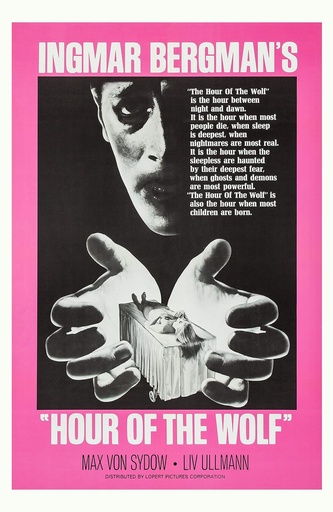 INGMAR BERGMAN'S
"The Hour Of The Wolf"
is the hour between
night and dawn.
It is the hour when most
people die, when sleep
is deepest, when
nightmares are most real.
It is the hour when the
sleepless are haunted
by their deepest fear,
when ghosts and demons
are most powerful.
"The Hour Of The Wolf" is
also the hour when most
children are born.
"HOUR OF THE WOLF"
MAX VON SYDOW • LIV ULLMANN
DISTRIBUTED BY LOPERT PICTURES CORPORATION